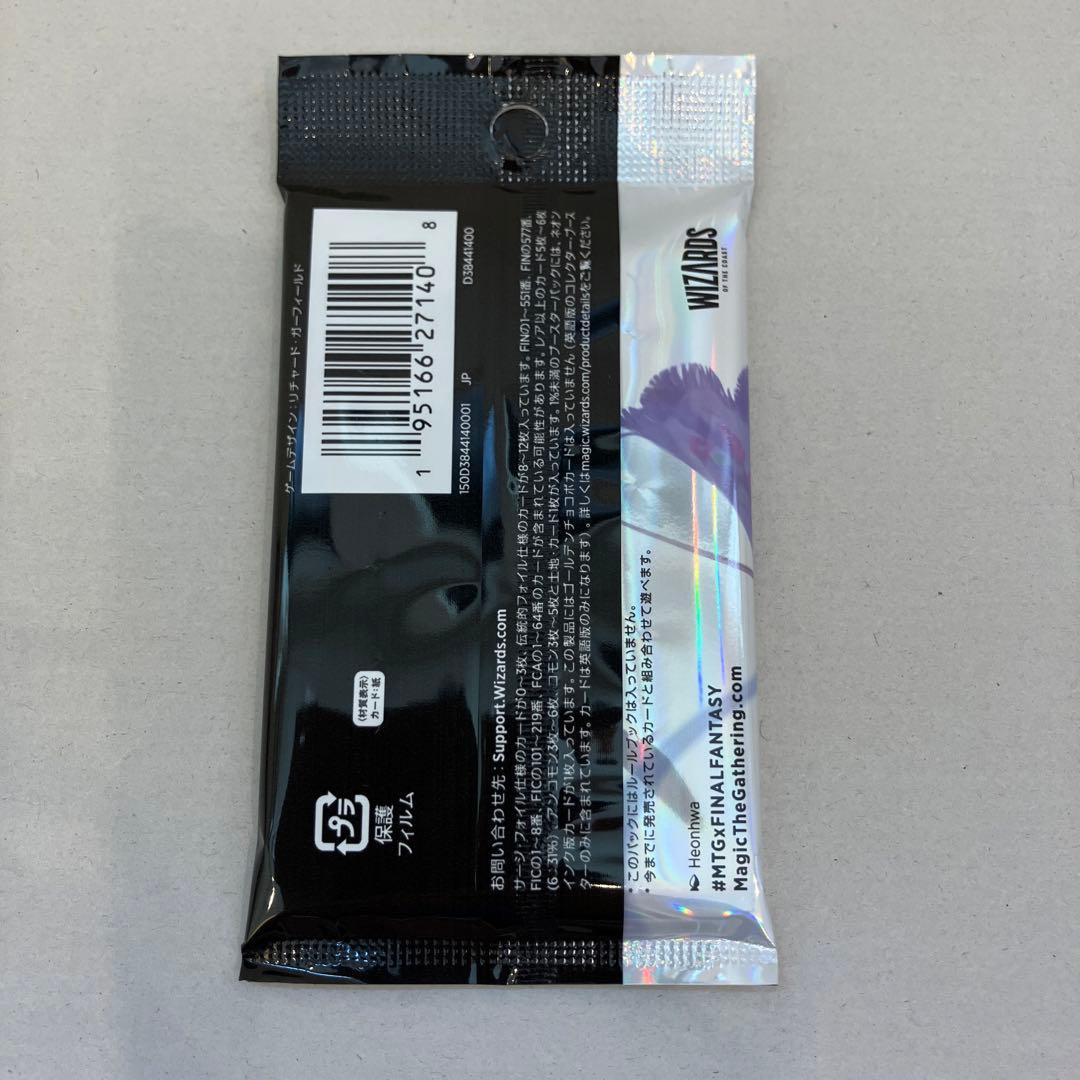 ゲームデザイン：リチャード・ガーフィールド
1 95166 27140 8
150D3844140001 JP D38441400
（材質表示）
カード：紙
プラ
保護
フィルム
お問い合わせ先：Support.Wizards.com
サージ・フォイル仕様のカードが0～3枚、伝統的フォイル仕様のカードが8～12枚入っています。FINの1～551番、FINの577番、
FICの1～8番、FICの101～219番、FCAの1～64番のカードが含まれている可能性があります。レア以上のカード5枚～6枚
(6：31%)、アンコモン3枚～6枚、コモン3枚～5枚と土地・カード1枚が入っています。1%未満のブースターパックには、ネオン
インク版カードが1枚入っています。この製品にはゴールデンチョコボカードは入っていません（英語版のコレクター・ブース
ターのみに含まれています。カードは英語版のみになります）。詳しくはmagic.wizards.com/productdetailsをご覧ください。
• このパックにはルールブックは入っていません。
• 今までに発売されているカードと組み合わせて遊べます。
Heonhwa
#MTGxFINALFANTASY
MagicTheGathering.com
WIZARDS
OF THE COAST